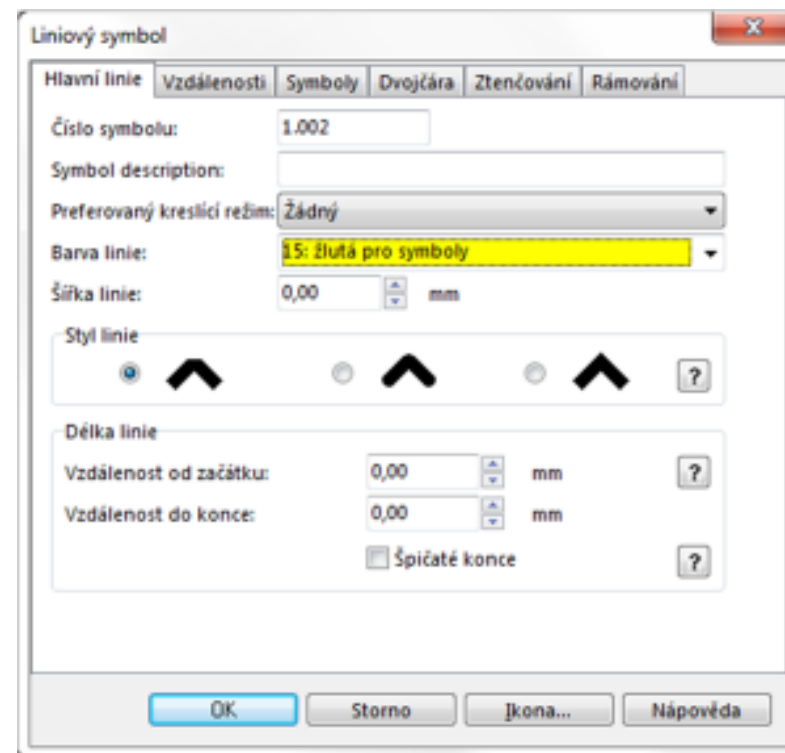 Liniový symbol
Hlavní linie Vzdálenosti Symboly Dvojčára Ztenčování Rámování
Číslo symbolu: 1.002
Symbol description:
Preferovaný kreslící režim: Žádný
Barva linie: 15: žlutá pro symboly
Šířka linie: 0,00 mm
Styl linie
?
Délka linie
Vzdálenost od začátku: 0,00 mm ?
Vzdálenost do konce: 0,00 mm
Špičaté konce ?
OK Storno Ikona... Nápověda